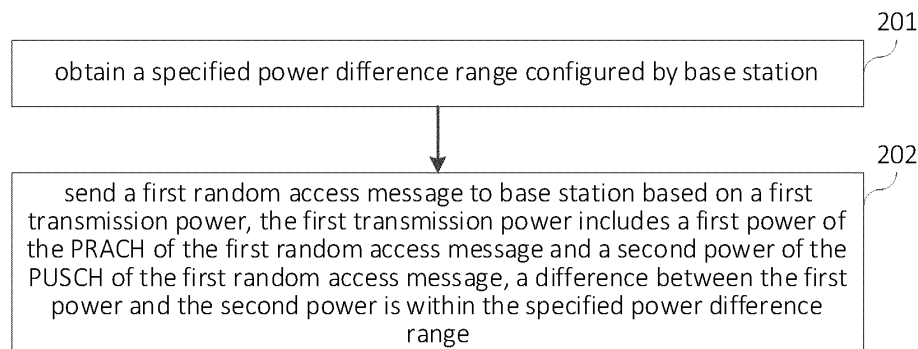 201
obtain a specified power difference range configured by base station
202
send a first random access message to base station based on a first
transmission power, the first transmission power includes a first power of
the PRACH of the first random access message and a second power of the
PUSCH of the first random access message, a difference between the first
power and the second power is within the specified power difference
range